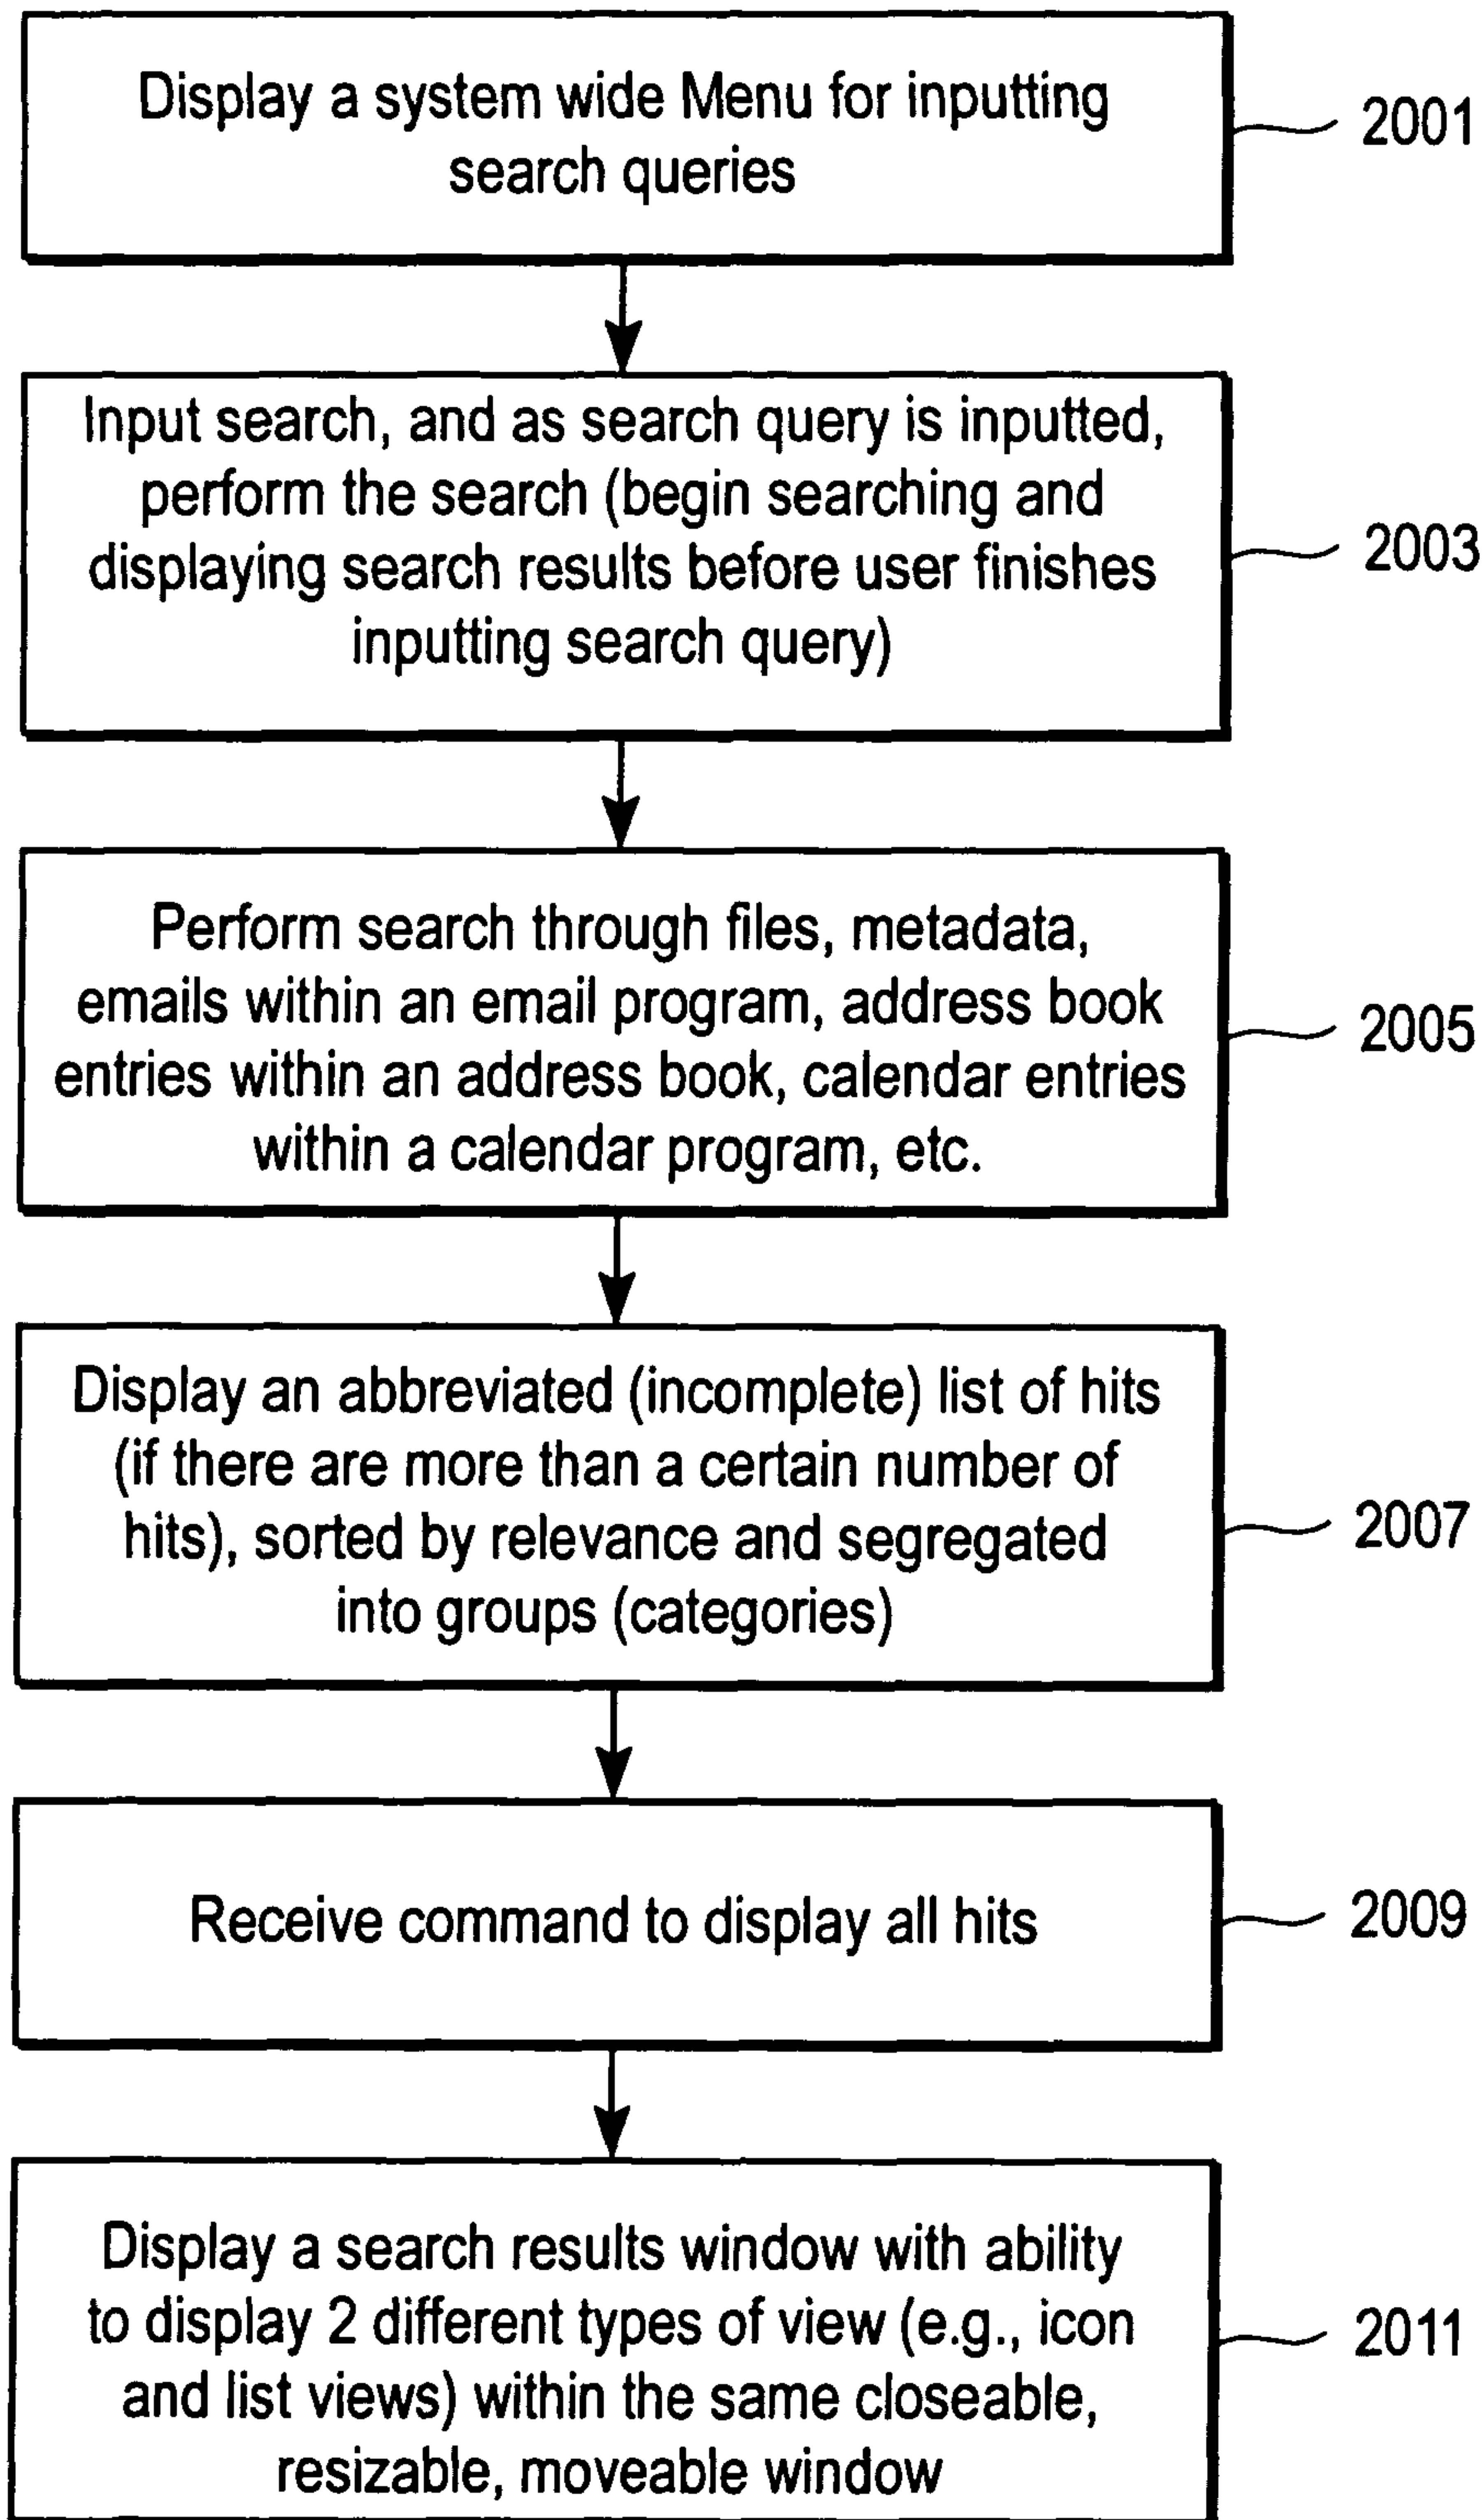 Display a system wide Menu for inputting
search queries
2001
Input search, and as search query is inputted,
perform the search (begin searching and
displaying search results before user finishes
inputting search query)
2003
Perform search through files, metadata,
emails within an email program, address book
entries within an address book, calendar entries
within a calendar program, etc.
2005
Display an abbreviated (incomplete) list of hits
(if there are more than a certain number of
hits), sorted by relevance and segregated
into groups (categories)
2007
Receive command to display all hits
2009
Display a search results window with ability
to display 2 different types of view (e.g., icon
and list views) within the same closeable,
resizable, moveable window
2011